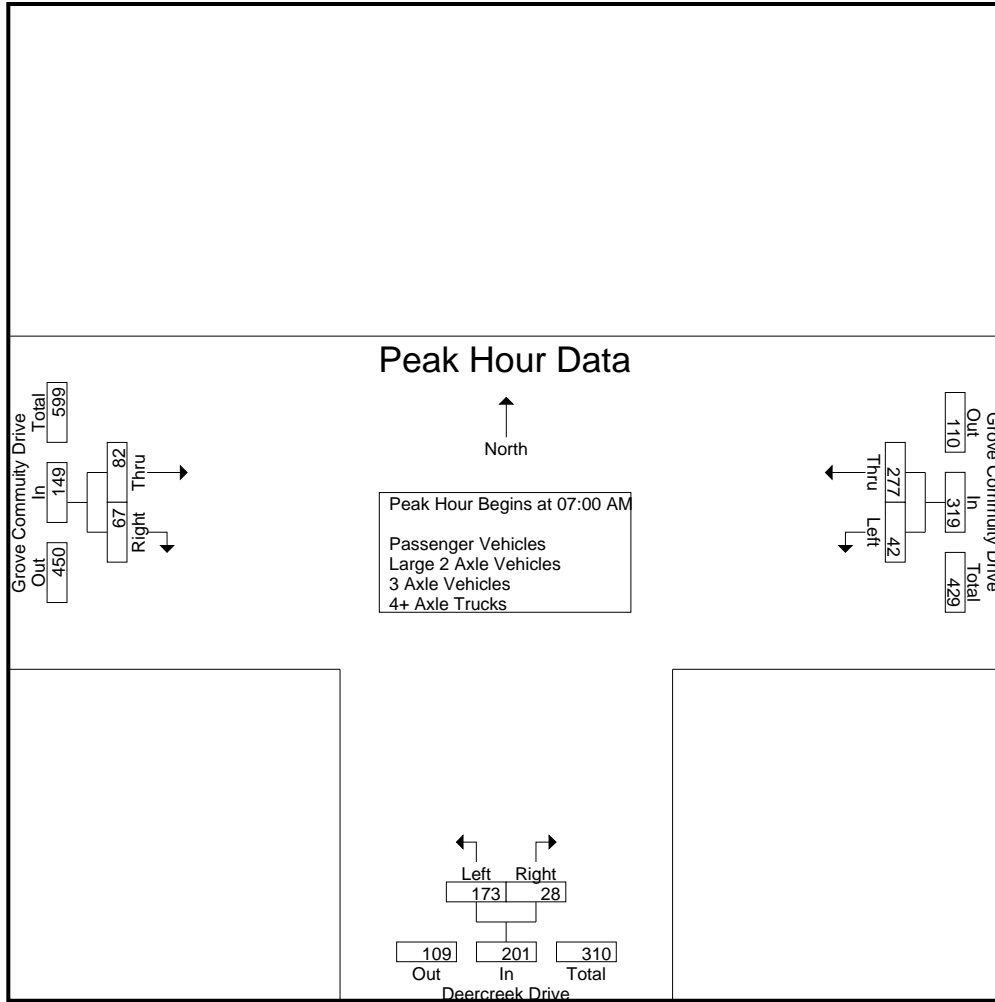 Peak Hour Data
North
Peak Hour Begins at 07:00 AM
Passenger Vehicles
Large 2 Axle Vehicles
3 Axle Vehicles
4+ Axle Trucks
Grove Commuity Drive
Out
In
Total
450
149
599
Right
Thru
67
82
Grove Commuity Drive
Out
In
Total
110
319
429
Thru
Left
277
42
Left
Right
173
28
109
201
310
Out
In
Total
Deercreek Drive